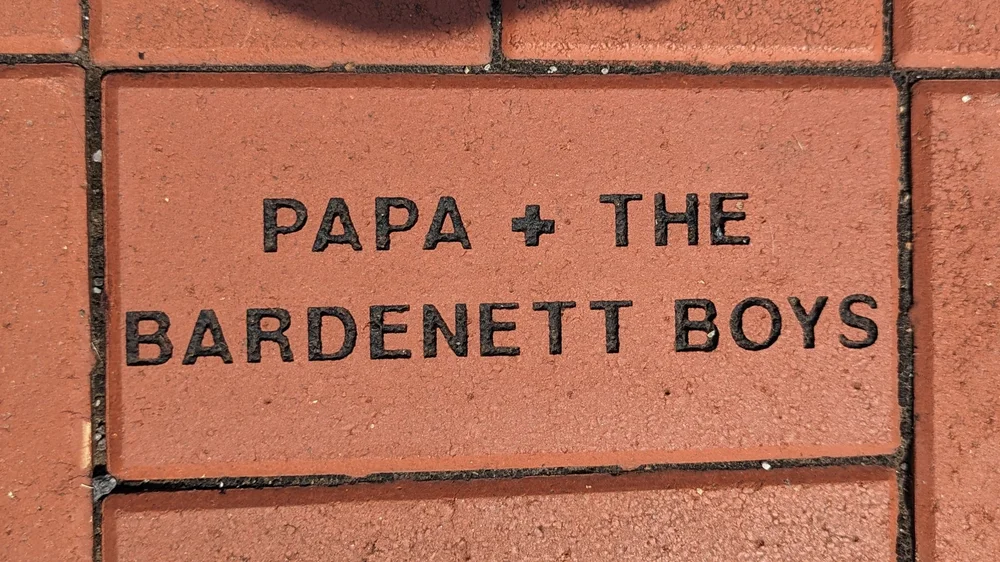 PAPA + THE
BARDENETT BOYS